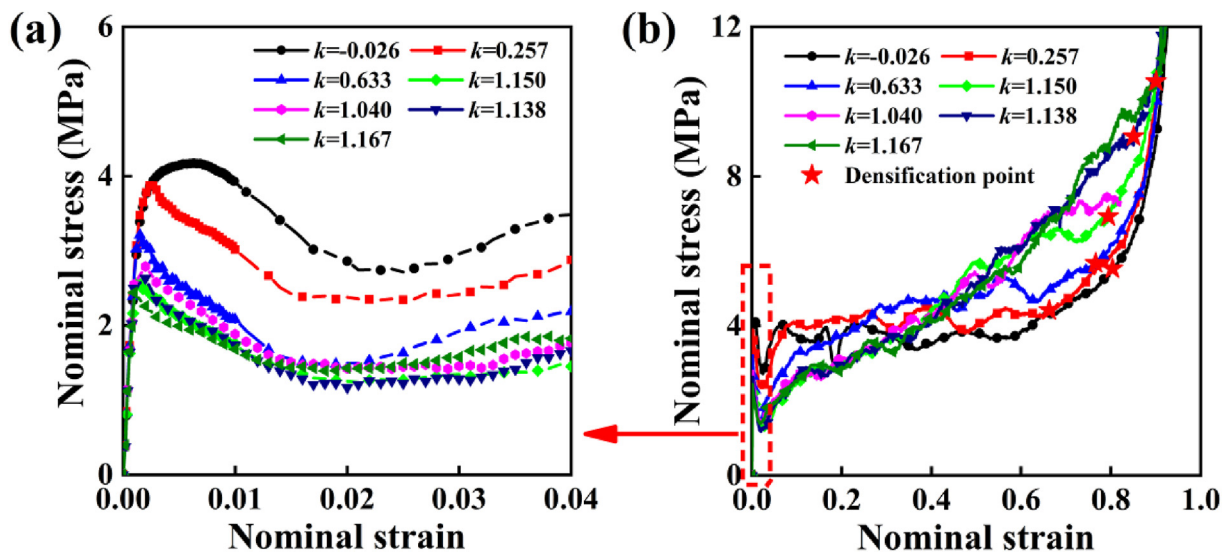 (a)
Nominal stress (MPa)
6
4
2
0
0.00 0.01 0.02 0.03 0.04
Nominal strain
k=-0.026 k=0.257
k=0.633 k=1.150
k=1.040 k=1.138
k=1.167
(b)
Nominal stress (MPa)
12
8
4
0
0.0 0.2 0.4 0.6 0.8 1.0
Nominal strain
k=-0.026 k=0.257
k=0.633 k=1.150
k=1.040 k=1.138
k=1.167
Densification point